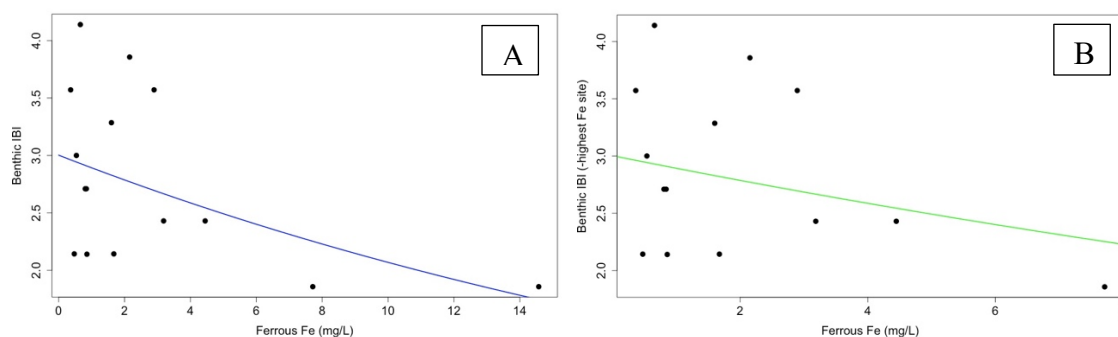 A
4.0
3.5
3.0
2.5
2.0
Benthic IBI
0 2 4 6 8 10 12 14
Ferrous Fe (mg/L)
B
4.0
3.5
3.0
2.5
2.0
Benthic IBI (-highest Fe site)
2 4 6
Ferrous Fe (mg/L)